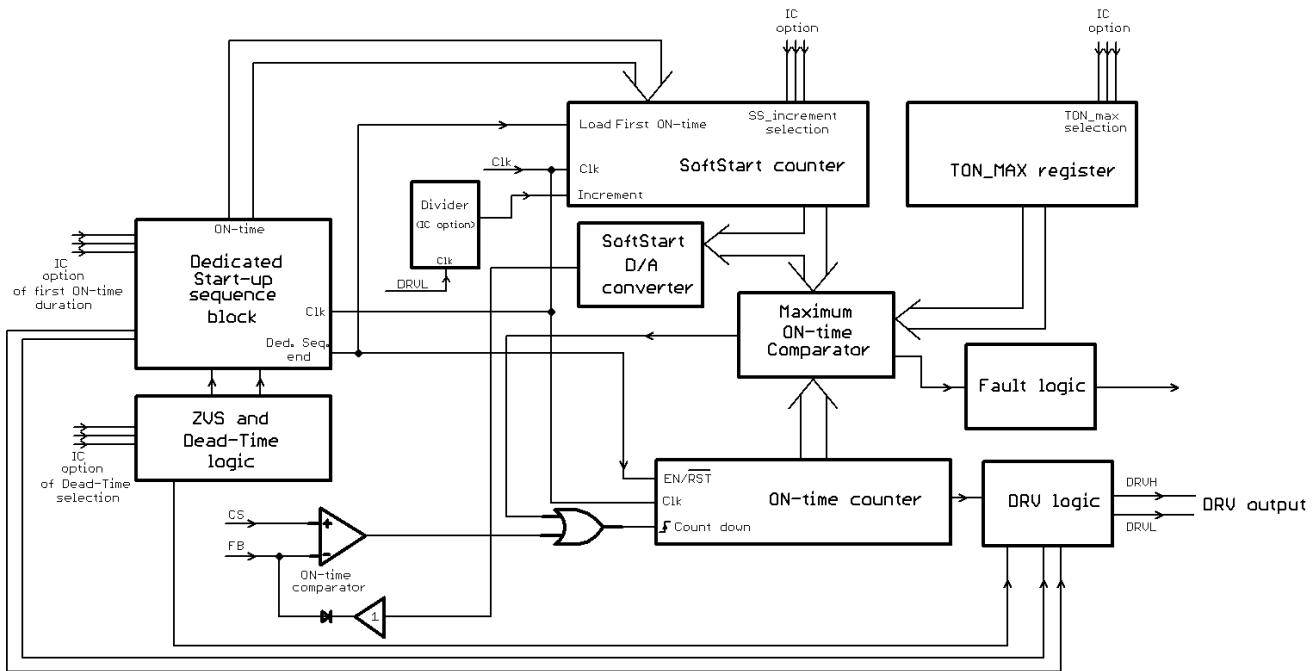 IC
option
IC
option
Load First ON-time
SS_increment
selection
TON_max
selection
Clk
Clk
SoftStart counter
TON_MAX register
Increment
Divider
(IC option)
Clk
DRVL
ON-time
Dedicated
Start-up
sequence
block
Clk
Ded. Seq.
end
IC
option
of first ON-time
duration
SoftStart
D/A
converter
Maximum
ON-time
Comparator
Fault logic
ZVS and
Dead-Time
logic
IC
option
of Dead-Time
selection
EN/RST
Clk
Count down
ON-time counter
DRV logic
DRVH
DRVL
DRV output
CS
FB
+
-
ON-time
comparator
1